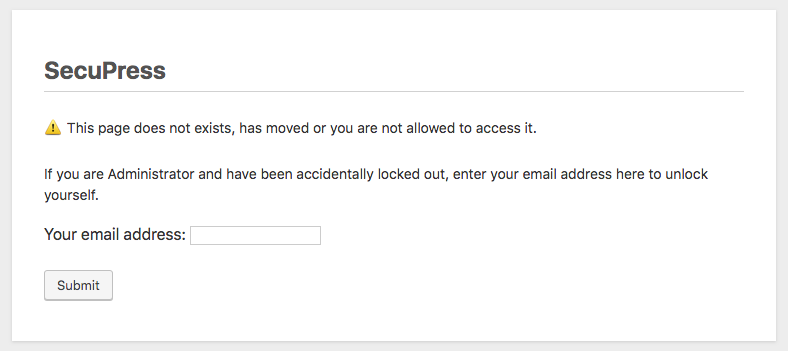 SecuPress
⚠️ This page does not exists, has moved or you are not allowed to access it.
If you are Administrator and have been accidentally locked out, enter your email address here to unlock
yourself.
Your email address:
Submit